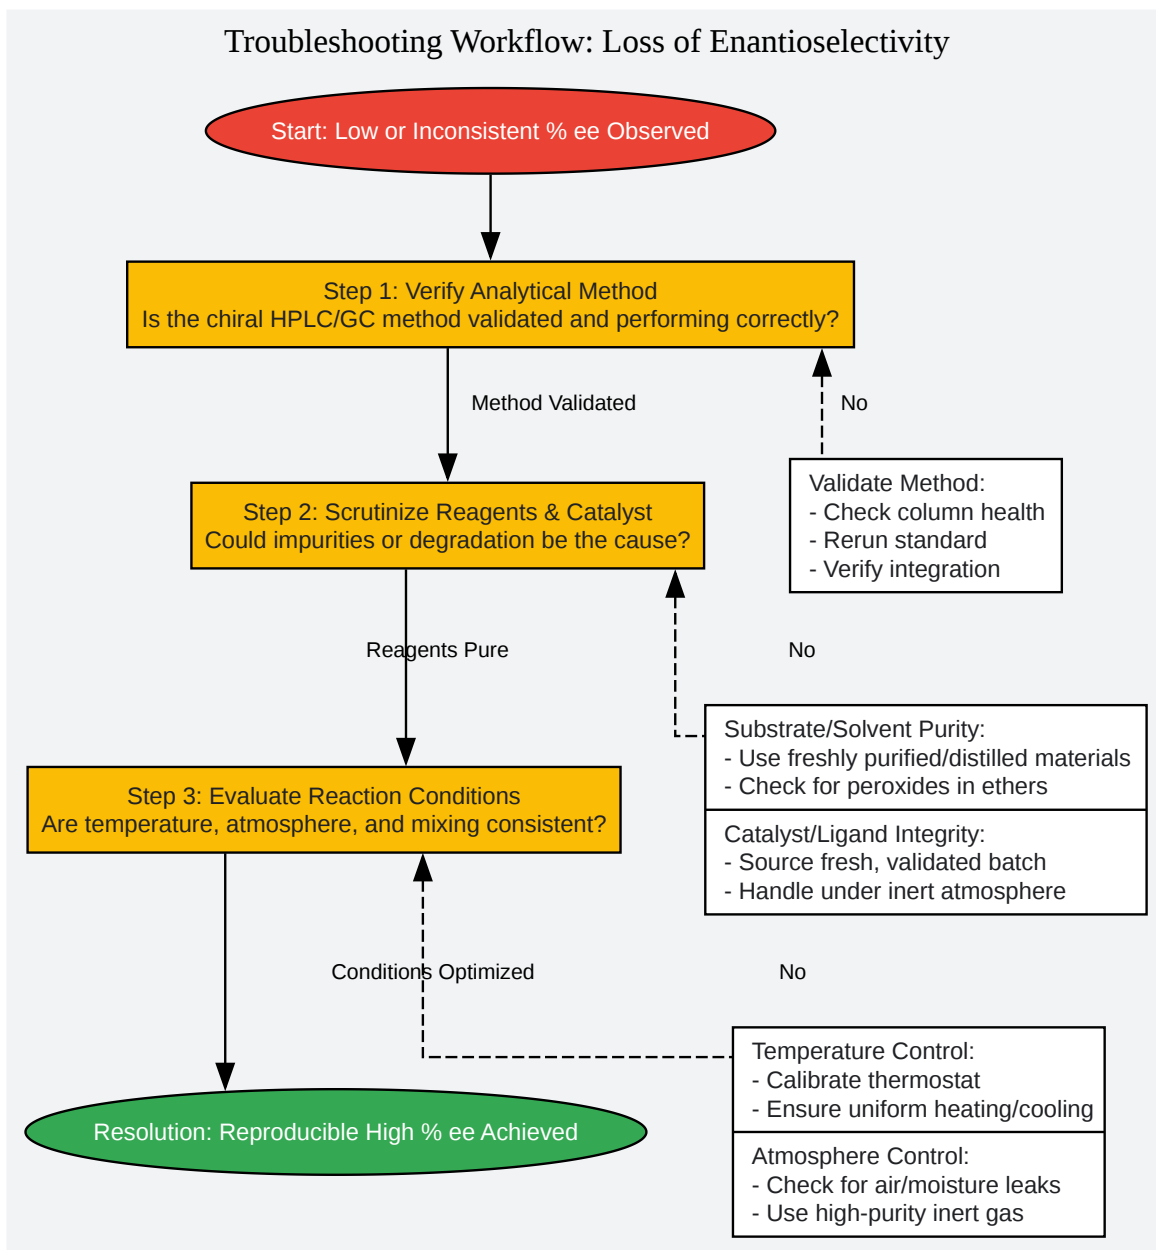 Troubleshooting Workflow: Loss of Enantioselectivity
Start: Low or Inconsistent % ee Observed
Step 1: Verify Analytical Method
Is the chiral HPLC/GC method validated and performing correctly?
Method Validated
No
Validate Method:
- Check column health
- Rerun standard
- Verify integration
Step 2: Scrutinize Reagents & Catalyst
Could impurities or degradation be the cause?
Reagents Pure
No
Substrate/Solvent Purity:
- Use freshly purified/distilled materials
- Check for peroxides in ethers
Catalyst/Ligand Integrity:
- Source fresh, validated batch
- Handle under inert atmosphere
Step 3: Evaluate Reaction Conditions
Are temperature, atmosphere, and mixing consistent?
Conditions Optimized
No
Temperature Control:
- Calibrate thermostat
- Ensure uniform heating/cooling
Atmosphere Control:
- Check for air/moisture leaks
- Use high-purity inert gas
Resolution: Reproducible High % ee Achieved